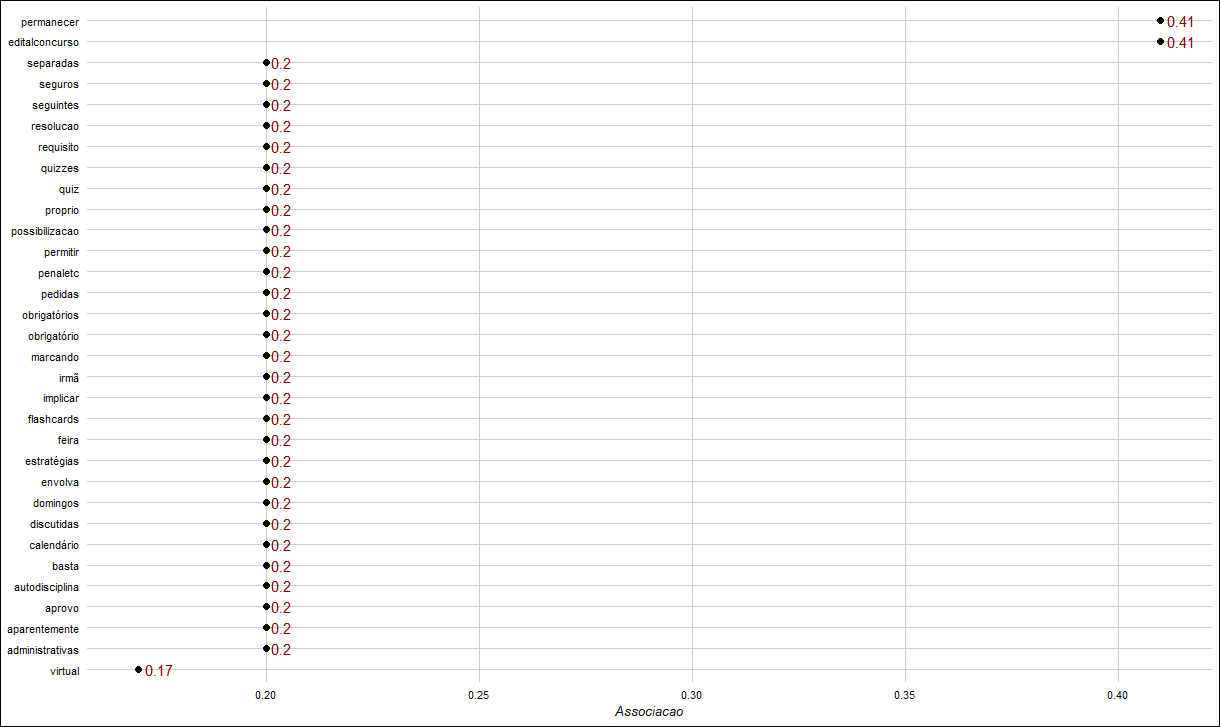 permanecer 0.41
editalconcurso 0.41
separadas 0.2
seguros 0.2
seguintes 0.2
resolucao 0.2
requisito 0.2
quizzes 0.2
quiz 0.2
proprio 0.2
possibilizacao 0.2
permitir 0.2
penaletc 0.2
pedidas 0.2
obrigatórios 0.2
obrigatório 0.2
marcando 0.2
irmã 0.2
implicar 0.2
flashcards 0.2
feira 0.2
estratégias 0.2
envolva 0.2
domingos 0.2
discutidas 0.2
calendário 0.2
basta 0.2
autodisciplina 0.2
aprovo 0.2
aparentemente 0.2
administrativas 0.2
virtual 0.17
0.20 0.25 0.30 0.35 0.40
Associacao